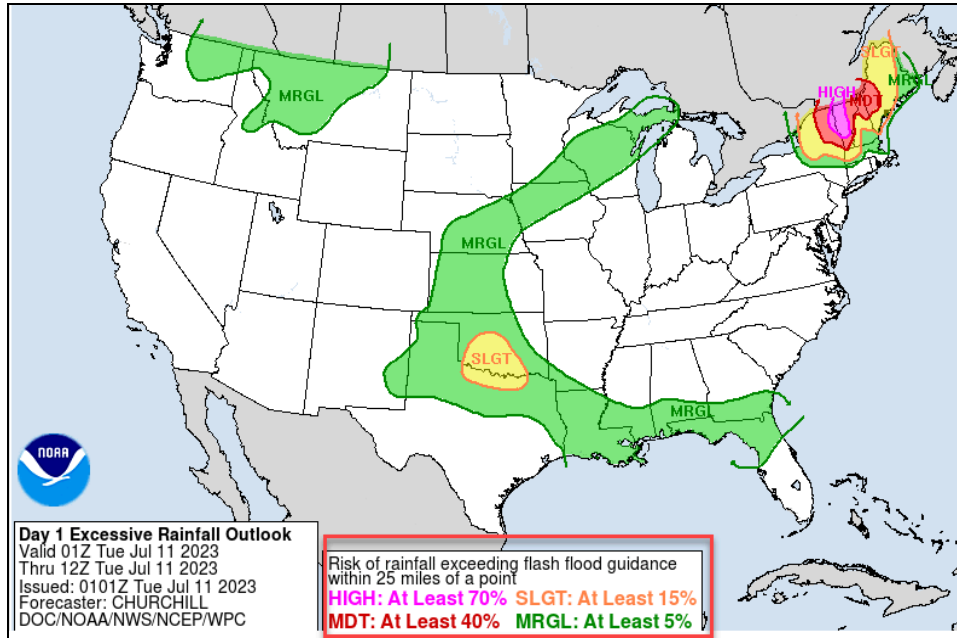 MRGL
SLGT
MRGL
HIGH
MDT
MRGL
SLGT
MRGL
NOAA
Day 1 Excessive Rainfall Outlook
Valid 01Z Tue Jul 11 2023
Thru 12Z Tue Jul 11 2023
Issued: 0101Z Tue Jul 11 2023
Forecaster: CHURCHILL
DOC/NOAA/NWS/NCEP/WPC
Risk of rainfall exceeding flash flood guidance
within 25 miles of a point
HIGH: At Least 70% SLGT: At Least 15%
MDT: At Least 40% MRGL: At Least 5%